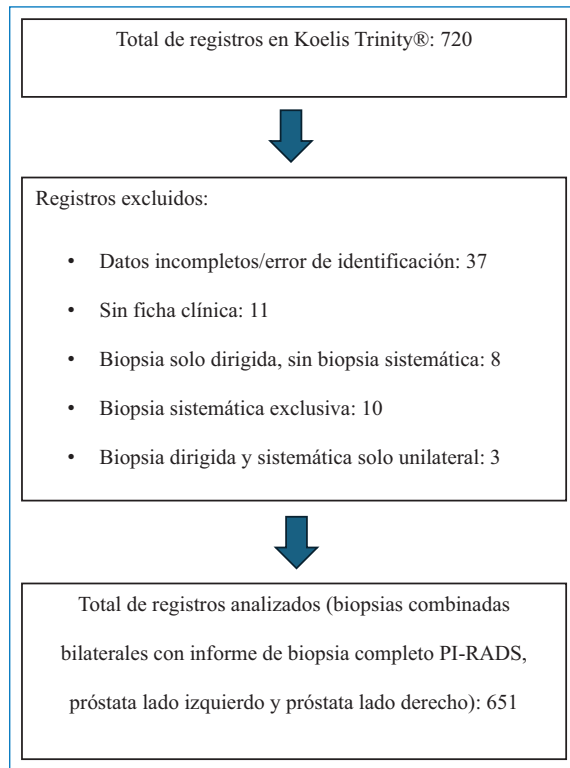 Total de registros en Koelis Trinity®: 720
Registros excluidos:
• Datos incompletos/error de identificación: 37
• Sin ficha clínica: 11
• Biopsia solo dirigida, sin biopsia sistemática: 8
• Biopsia sistemática exclusiva: 10
• Biopsia dirigida y sistemática solo unilateral: 3
Total de registros analizados (biopsias combinadas
bilaterales con informe de biopsia completo PI-RADS,
próstata lado izquierdo y próstata lado derecho): 651